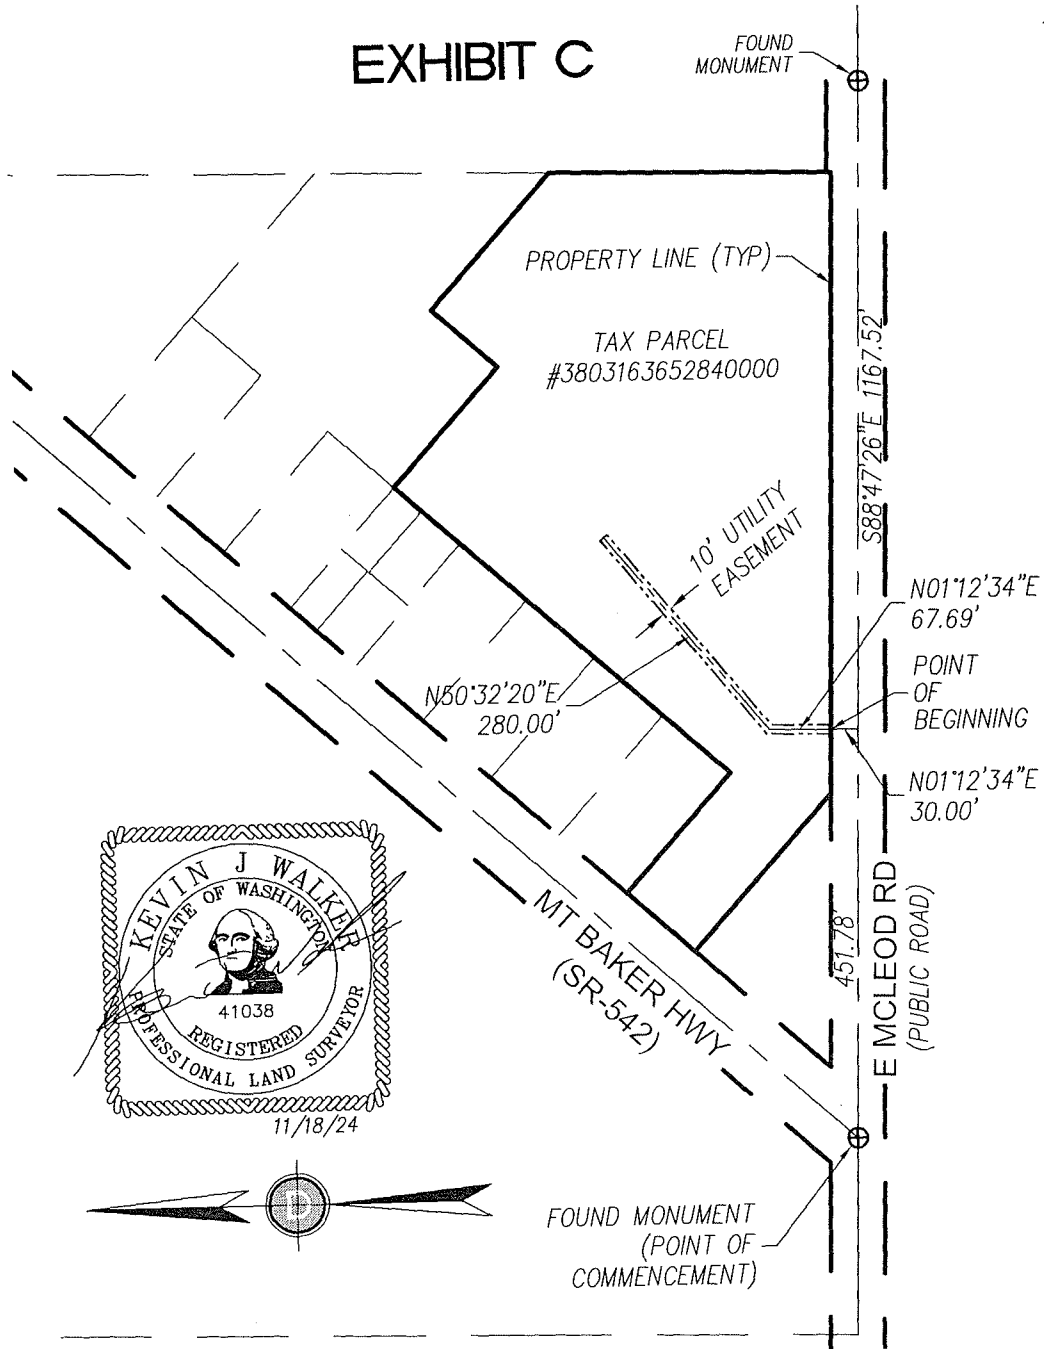 EXHIBIT C
FOUND
MONUMENT
PROPERTY LINE (TYP)
TAX PARCEL
#3803163652840000
S88°47'26"E 1167.52'
10' UTILITY
EASEMENT
N01°12'34"E
67.69'
POINT
OF
BEGINNING
N50°32'20"E
280.00'
N01°12'34"E
30.00'
451.78'
E MCLEOD RD
(PUBLIC ROAD)
MT BAKER HWY
(SR-542)
KEVIN J WALKER
STATE OF WASHINGTON
41038
REGISTERED
PROFESSIONAL LAND SURVEYOR
11/18/24
D
FOUND MONUMENT
(POINT OF
COMMENCEMENT)